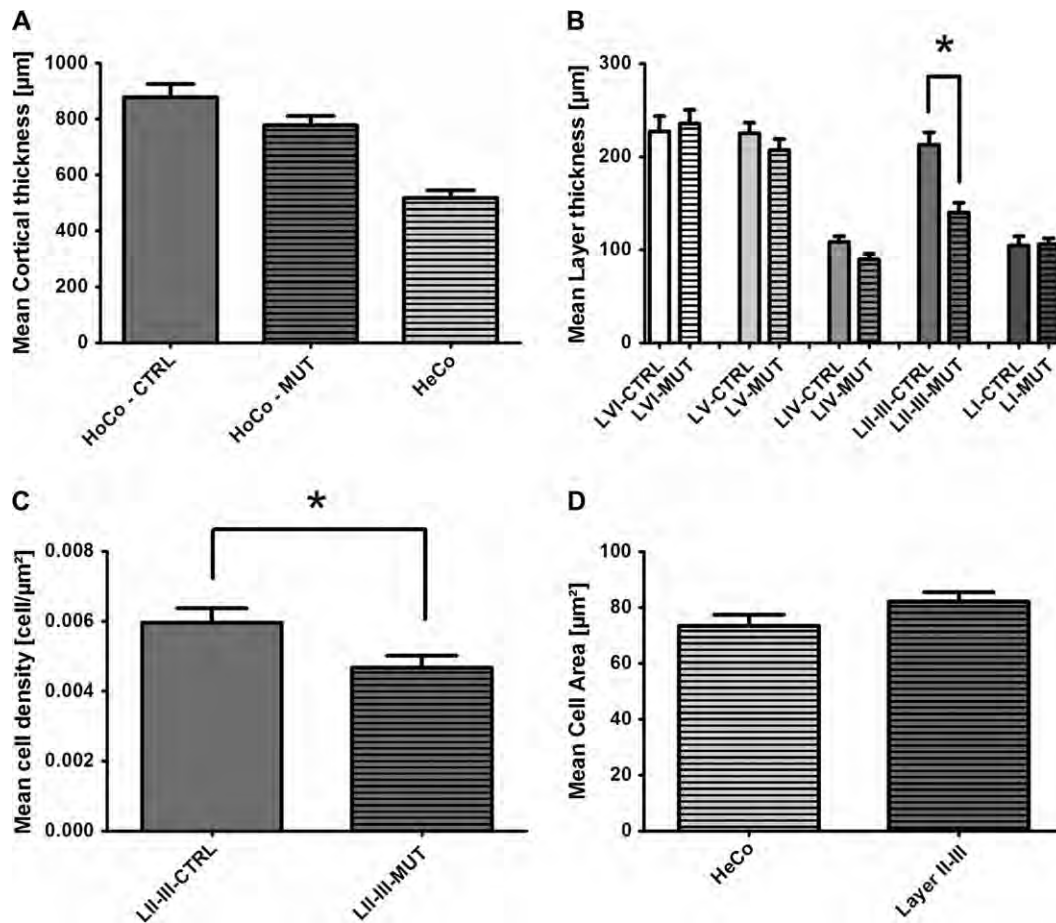 A
Mean Cortical thickness [µm]
1000
800
600
400
200
0
HoCo - CTRL
HoCo - MUT
HeCo
B
Mean Layer thickness [µm]
300
200
100
0
*
LVI-CTRL
LVI-MUT
LV-CTRL
LV-MUT
LIV-CTRL
LIV-MUT
LII-III-CTRL
LII-III-MUT
LI-CTRL
LI-MUT
C
Mean cell density [cell/µm²]
0.008
0.006
0.004
0.002
0.000
*
LII-III-CTRL
LII-III-MUT
D
Mean Cell Area [µm²]
100
80
60
40
20
0
HeCo
Layer II-III